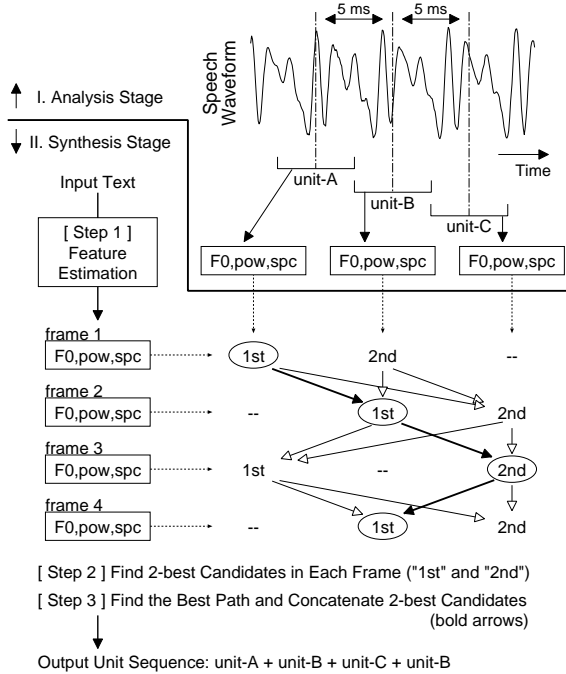 5 ms 5 ms
Speech
Waveform
I. Analysis Stage
II. Synthesis Stage
Time
unit-A
unit-B
unit-C
Input Text
[ Step 1 ]
Feature
Estimation
F0,pow,spc F0,pow,spc F0,pow,spc
frame 1
F0,pow,spc 1st 2nd --
frame 2
F0,pow,spc -- 1st 2nd
frame 3
F0,pow,spc 1st -- 2nd
frame 4
F0,pow,spc -- 1st 2nd
[ Step 2 ] Find 2-best Candidates in Each Frame ("1st" and "2nd")
[ Step 3 ] Find the Best Path and Concatenate 2-best Candidates
(bold arrows)
Output Unit Sequence: unit-A + unit-B + unit-C + unit-B